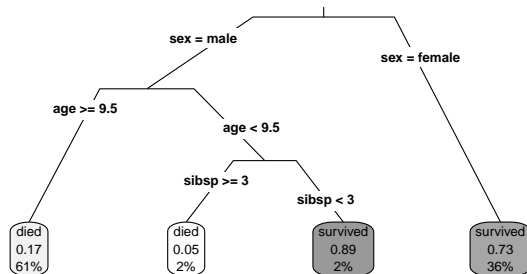 sex = male
sex = female
age >= 9.5
age < 9.5
sibsp >= 3
sibsp < 3
died
0.17
61%
died
0.05
2%
survived
0.89
2%
survived
0.73
36%